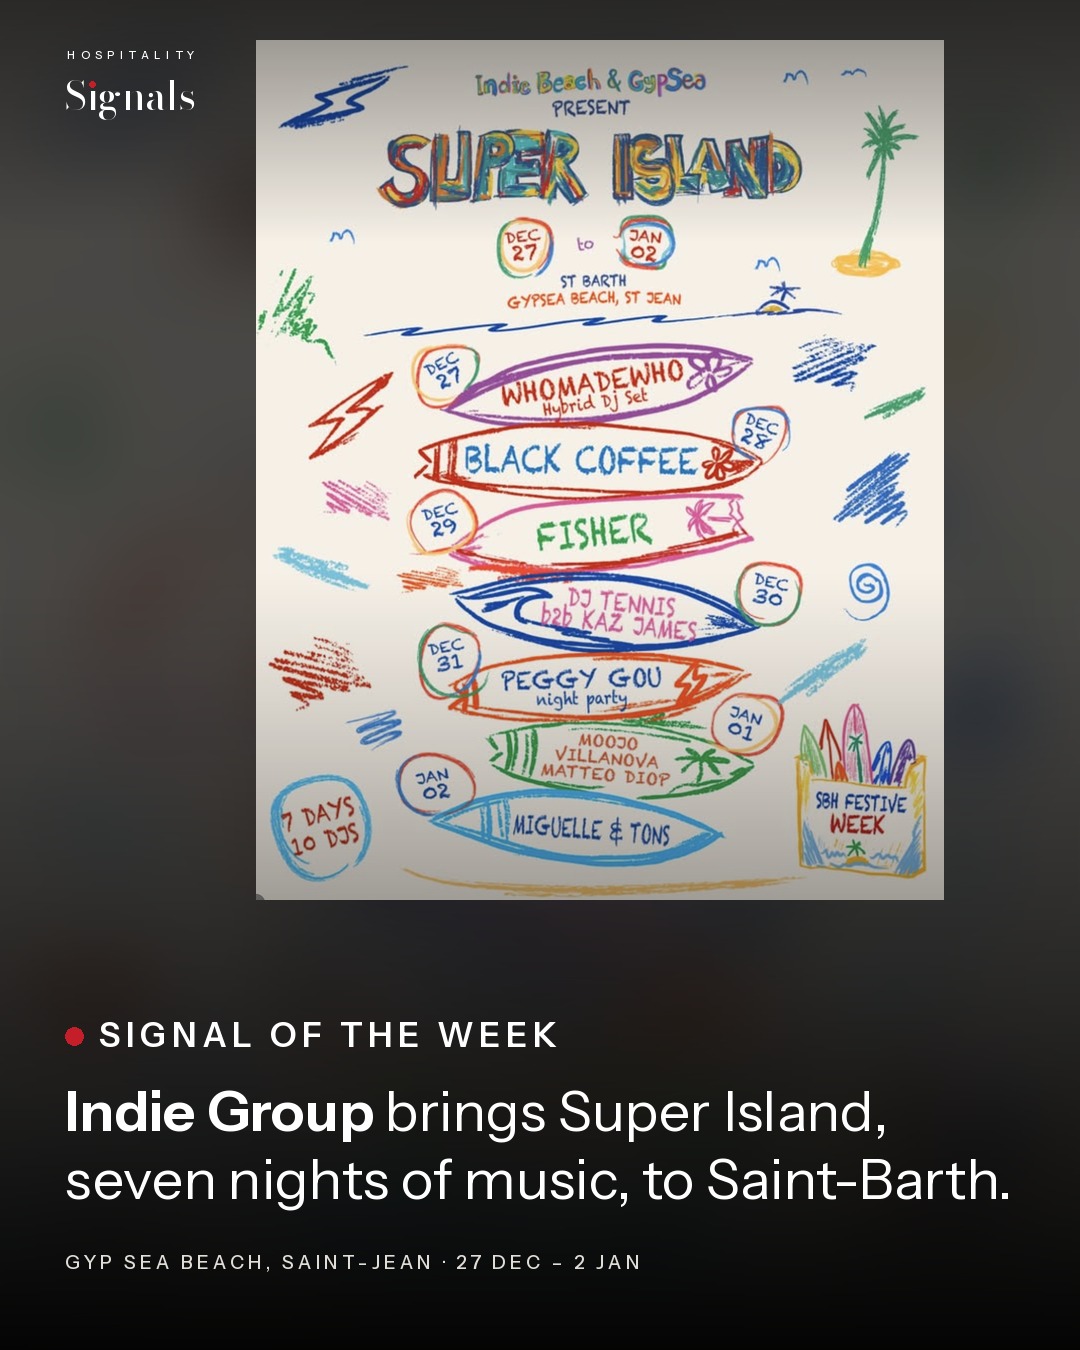 HOSPITALITY
Signals
Indie Beach & GypSea
PRESENT
SUPER ISLAND
DEC
27
to
JAN
02
ST BARTH
GYPSEA BEACH, ST JEAN
DEC
27
WHOMADEWHO
Hybrid Dj Set
DEC
28
BLACK COFFEE
DEC
29
FISHER
DEC
30
DJ TENNIS
b2b KAZ JAMES
DEC
31
PEGGY GOU
night party
JAN
01
MOOJO
VILLANOVA
MATTEO DIOP
JAN
02
MIGUELLE & TONS
7 DAYS
10 DJS
SBH FESTIVE
WEEK
SIGNAL OF THE WEEK
Indie Group brings Super Island,
seven nights of music, to Saint-Barth.
GYP SEA BEACH, SAINT-JEAN · 27 DEC – 2 JAN